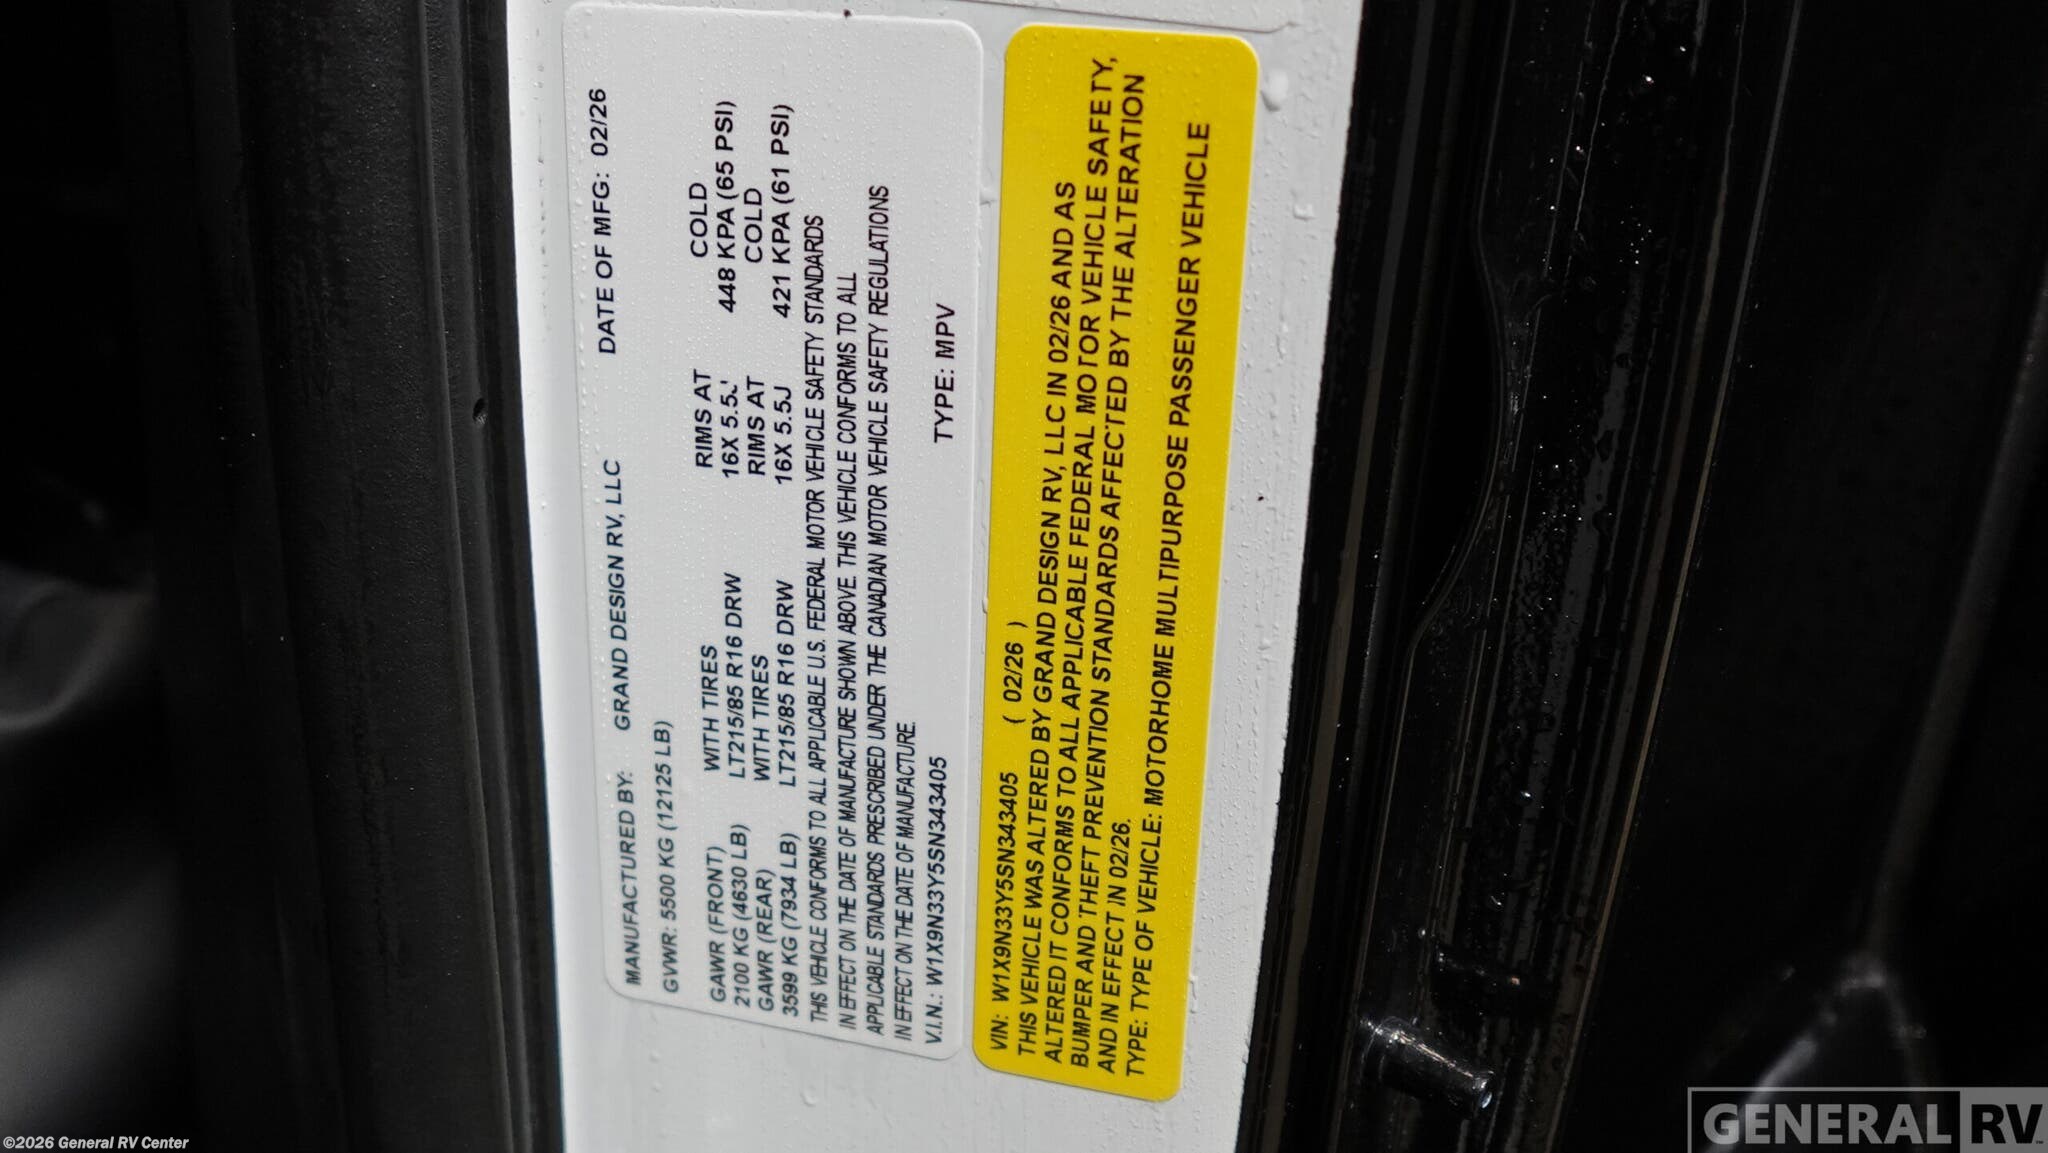 MANUFACTURED BY: GRAND DESIGN RV, LLC DATE OF MFG: 02/26
GVWR: 5500 KG (12125 LB)
GAWR (FRONT) WITH TIRES RIMS AT COLD
2100 KG (4630 LB) LT215/85 R16 DRW 16X 5.5J 448 KPA (65 PSI)
GAWR (REAR) WITH TIRES RIMS AT COLD
3599 KG (7934 LB) LT215/85 R16 DRW 16X 5.5J 421 KPA (61 PSI)
THIS VEHICLE CONFORMS TO ALL APPLICABLE U.S. FEDERAL MOTOR VEHICLE SAFETY STANDARDS
IN EFFECT ON THE DATE OF MANUFACTURE SHOWN ABOVE. THIS VEHICLE CONFORMS TO ALL
APPLICABLE STANDARDS PRESCRIBED UNDER THE CANADIAN MOTOR VEHICLE SAFETY REGULATIONS
IN EFFECT ON THE DATE OF MANUFACTURE.
V.I.N.: W1X9N33Y5SN343405 TYPE: MPV
VIN: W1X9N33Y5SN343405 ( 02/26 )
THIS VEHICLE WAS ALTERED BY GRAND DESIGN RV, LLC IN 02/26 AND AS
ALTERED IT CONFORMS TO ALL APPLICABLE FEDERAL MOTOR VEHICLE SAFETY,
BUMPER AND THEFT PREVENTION STANDARDS AFFECTED BY THE ALTERATION
AND IN EFFECT IN 02/26.
TYPE: TYPE OF VEHICLE: MOTORHOME MULTIPURPOSE PASSENGER VEHICLE
©2026 General RV Center
GENERAL RV